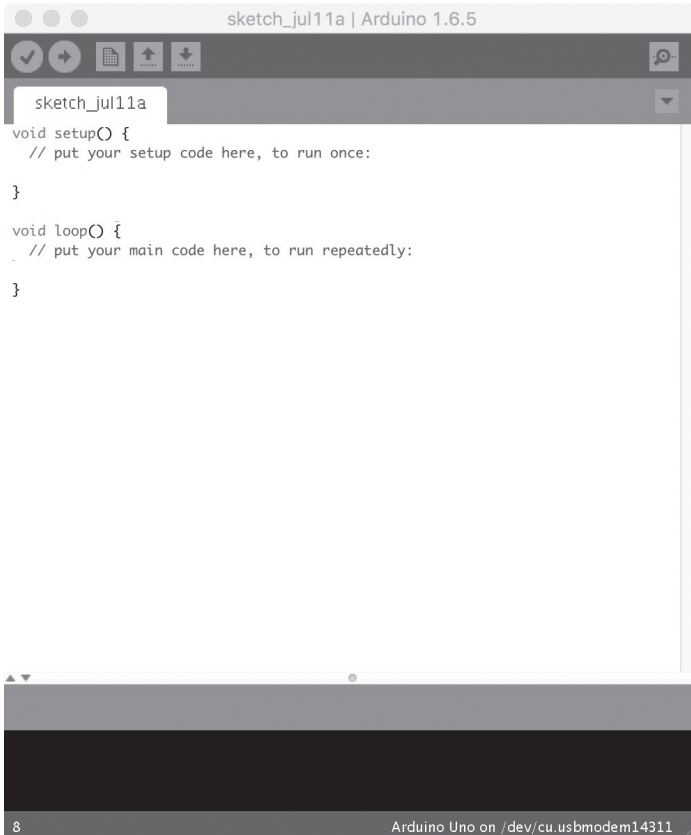 sketch_jul11a | Arduino 1.6.5
sketch_jul11a
void setup() {
  // put your setup code here, to run once:
}
void loop() {
  // put your main code here, to run repeatedly:
}
8
Arduino Uno on /dev/cu.usbmodem14311